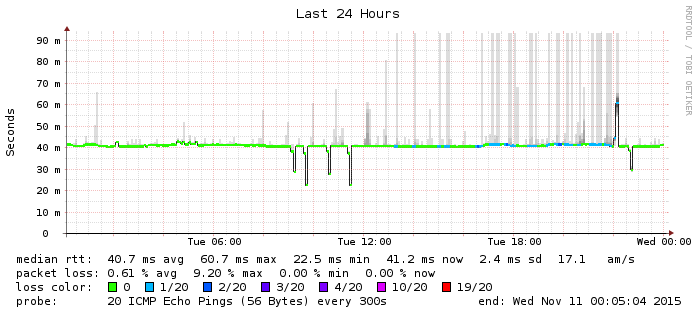 Last 24 Hours
RRDTOOL / TOBI OETIKER
Seconds
90 m
80 m
70 m
60 m
50 m
40 m
30 m
20 m
10 m
0
Tue 06:00 Tue 12:00 Tue 18:00 Wed 00:00
median rtt: 40.7 ms avg 60.7 ms max 22.5 ms min 41.2 ms now 2.4 ms sd 17.1 am/s
packet loss: 0.61 % avg 9.20 % max 0.00 % min 0.00 % now
loss color: 0 1/20 2/20 3/20 4/20 10/20 19/20
probe: 20 ICMP Echo Pings (56 Bytes) every 300s end: Wed Nov 11 00:05:04 2015